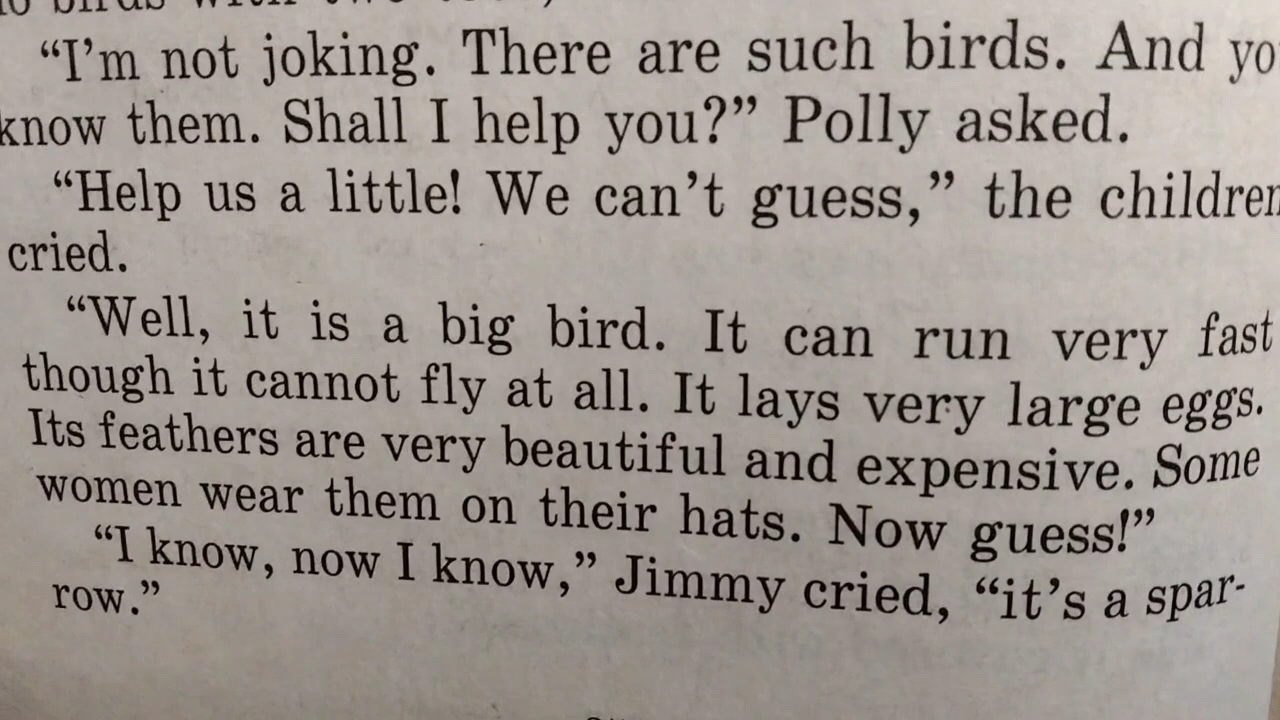 “I’m not joking. There are such birds. And yo
know them. Shall I help you?” Polly asked.
“Help us a little! We can’t guess,” the children
cried.
“Well, it is a big bird. It can run very fast
though it cannot fly at all. It lays very large eggs.
Its feathers are very beautiful and expensive. Some
women wear them on their hats. Now guess!”
“I know, now I know,” Jimmy cried, “it’s a spar-
row.”